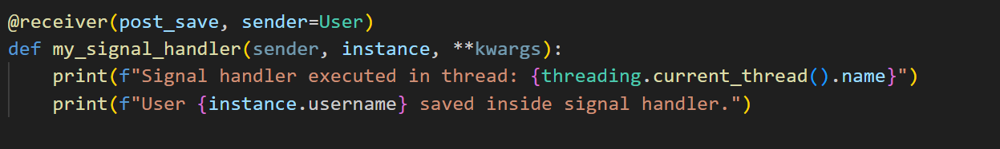 @receiver(post_save, sender=User)
def my_signal_handler(sender, instance, **kwargs):
    print(f"Signal handler executed in thread: {threading.current_thread().name}")
    print(f"User {instance.username} saved inside signal handler.")